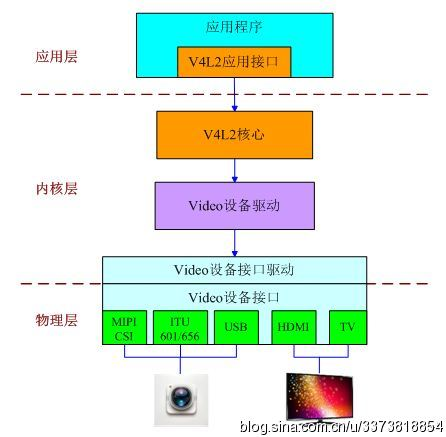 应用程序
应用层
V4L2应用接口
V4L2核心
内核层
Video设备驱动
Video设备接口驱动
Video设备接口
物理层
MIPI
CSI
ITU
601/656
USB
HDMI
TV
blog.sina.com.cn/u/3373818854